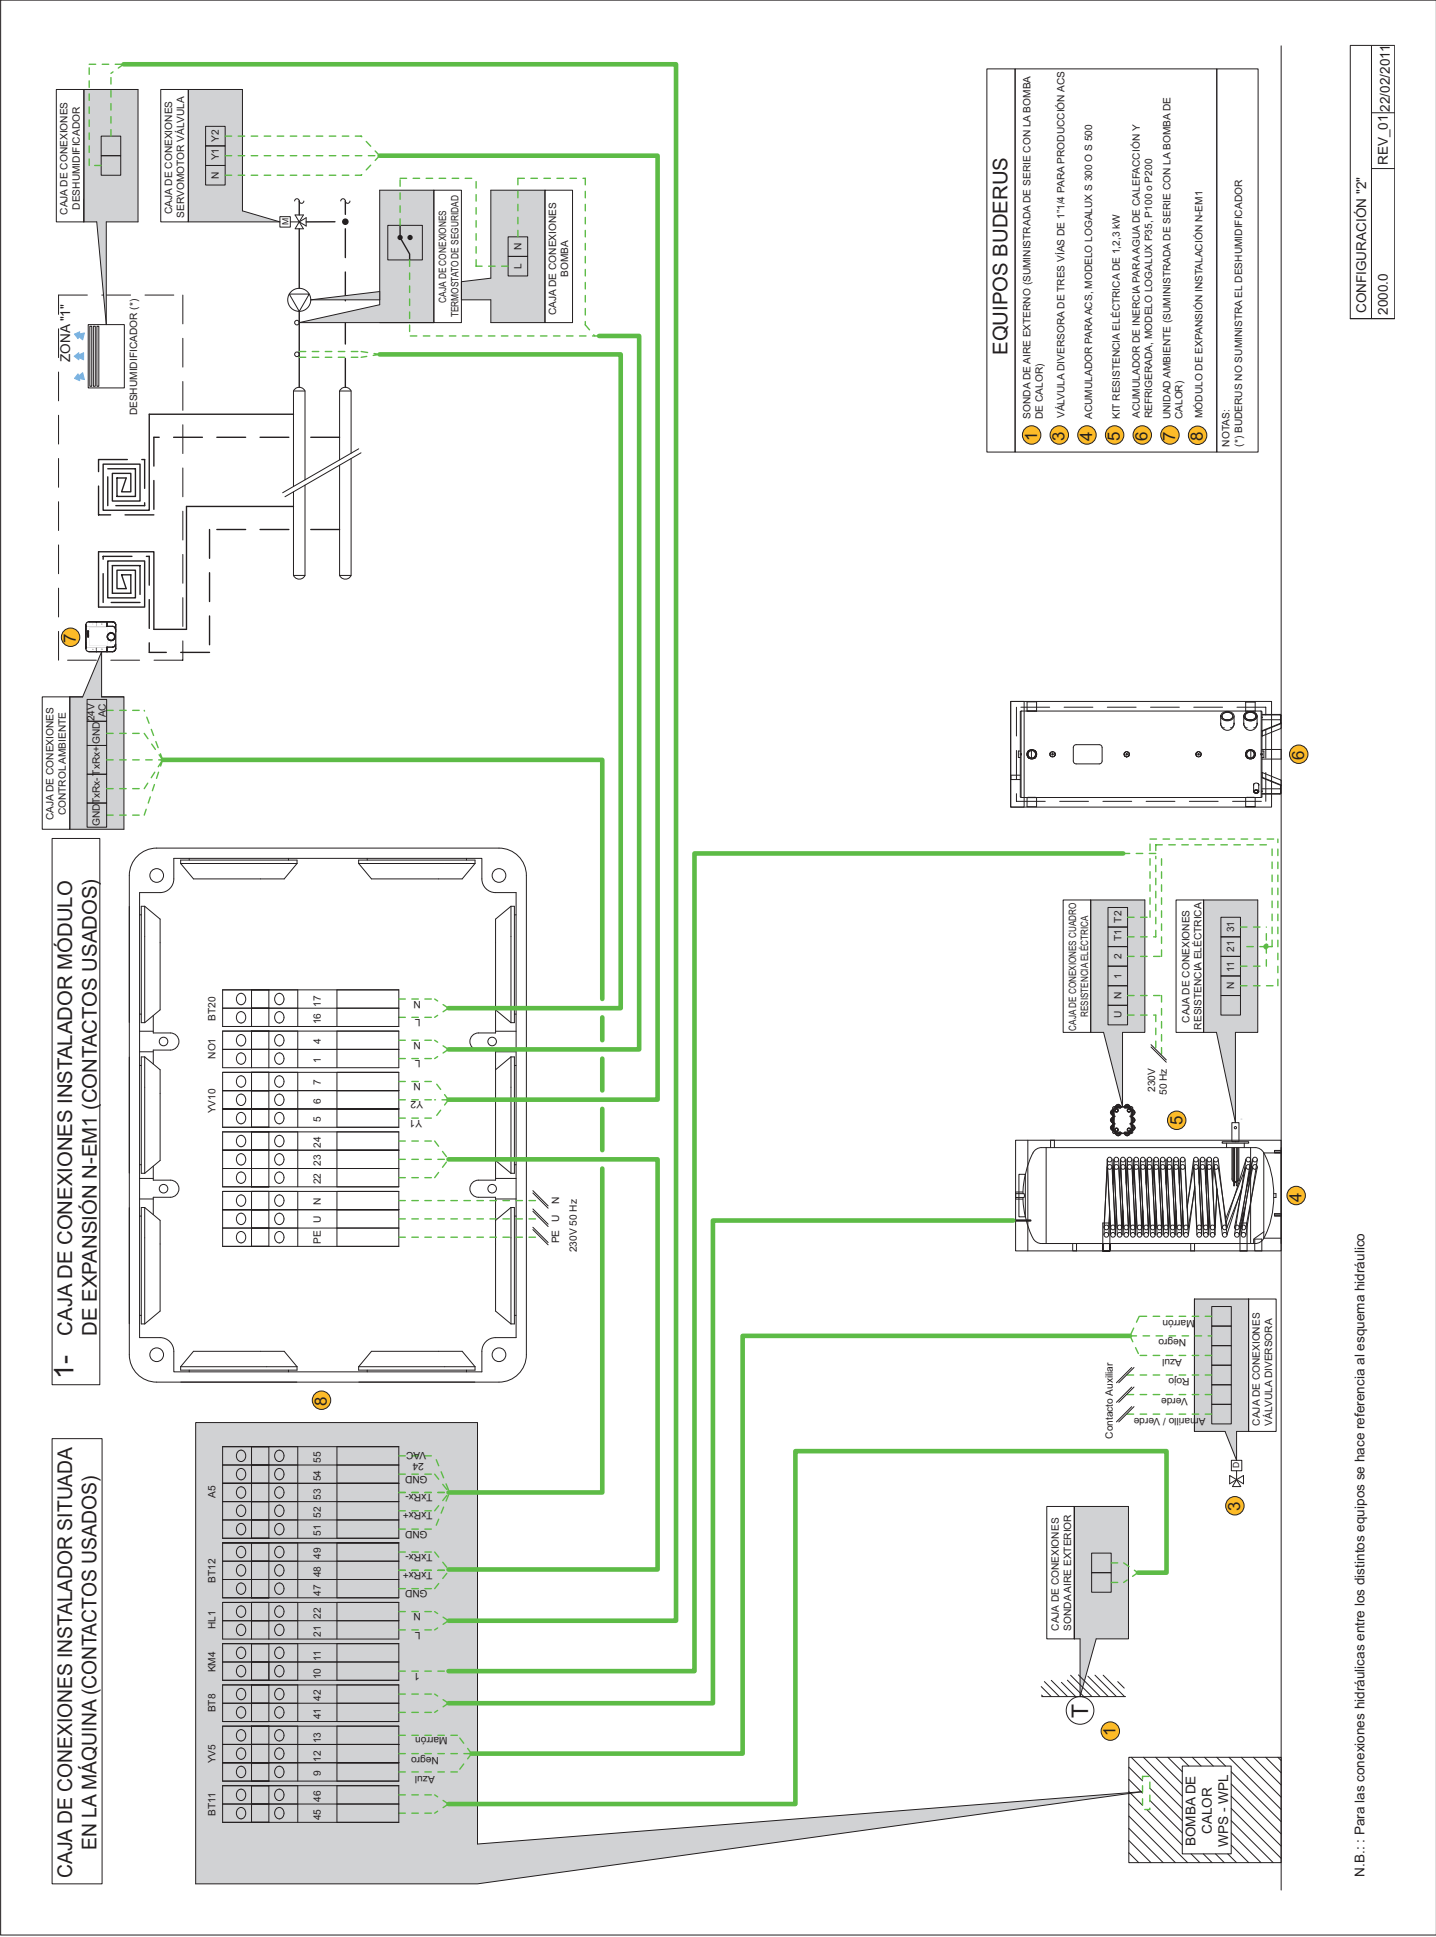 CAJA DE CONEXIONES INSTALADOR SITUADA
EN LA MÁQUINA (CONTACTOS USADOS)
1- CAJA DE CONEXIONES INSTALADOR MÓDULO
DE EXPANSIÓN N-EM1 (CONTACTOS USADOS)
BT11
YV5
BT8
KM4
HL1
BT12
A5
45 46
9 12 13
41 42
10 11
21 22
47 48 49
51 52 53 54 55
Azul
Negro
Marrón
1
L
N
GND
TxRx+
TxRx-
GND
TxRx+
TxRx-
GND
24
VAC
8
YV10
NO1
BT20
PE U N
22 23 24
5 6 7
1 4
16 17
Y1
Y2
N
L
N
L
N
PE U N
230V 50 Hz
CAJA DE CONEXIONES
CONTROL AMBIENTE
GND TxRx- TxRx+ GND 24V
AC
7
ZONA "1"
DESHUMIDIFICADOR (*)
CAJA DE CONEXIONES
DESHUMIDIFICADOR
CAJA DE CONEXIONES
SERVOMOTOR VÁLVULA
N Y1 Y2
M
CAJA DE CONEXIONES
TERMOSTATO DE SEGURIDAD
L N
CAJA DE CONEXIONES
BOMBA
BOMBA DE
CALOR
WPS - WPL
T
1
CAJA DE CONEXIONES
SONDA AIRE EXTERIOR
3
D
Contacto Auxiliar
Amarillo / Verde
Verde
Rojo
Azul
Negro
Marrón
CAJA DE CONEXIONES
VÁLVULA DIVERSORA
4
5
230V
50 Hz
CAJA DE CONEXIONES CUADRO
RESISTENCIA ELÉCTRICA
U N 1 2 T1 T2
CAJA DE CONEXIONES
RESISTENCIA ELÉCTRICA
N 11 21 31
6
EQUIPOS BUDERUS
1 SONDA DE AIRE EXTERNO (SUMINISTRADA DE SERIE CON LA BOMBA
DE CALOR)
3 VÁLVULA DIVERSORA DE TRES VÍAS DE 1"1/4 PARA PRODUCCIÓN ACS
4 ACUMULADOR PARA ACS, MODELO LOGALUX S 300 O S 500
5 KIT RESISTENCIA ELÉCTRICA DE 1,2,3 kW
6 ACUMULADOR DE INERCIA PARA AGUA DE CALEFACCIÓN Y
REFRIGERADA, MODELO LOGALUX P35, P100 o P200
7 UNIDAD AMBIENTE (SUMINISTRADA DE SERIE CON LA BOMBA DE
CALOR)
8 MÓDULO DE EXPANSIÓN INSTALACIÓN N-EM1
NOTAS:
(*) BUDERUS NO SUMINISTRA EL DESHUMIDIFICADOR
N.B.: : Para las conexiones hidráulicas entre los distintos equipos se hace referencia al esquema hidráulico
CONFIGURACIÓN "2"
2000.0 REV_01 22/02/2011